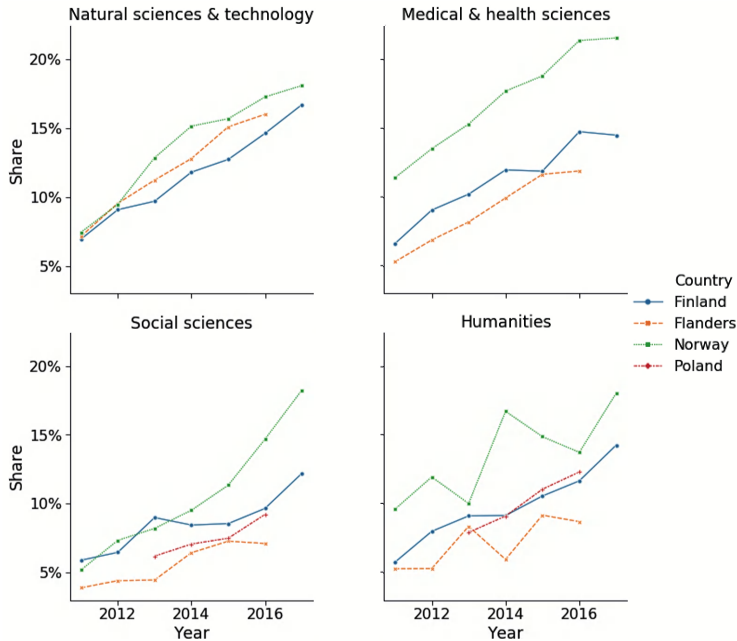 Natural sciences & technology
Medical & health sciences
20%
15%
10%
5%
Share
Country
Finland
Flanders
Norway
Poland
Social sciences
Humanities
20%
15%
10%
5%
Share
2012 2014 2016
Year
2012 2014 2016
Year